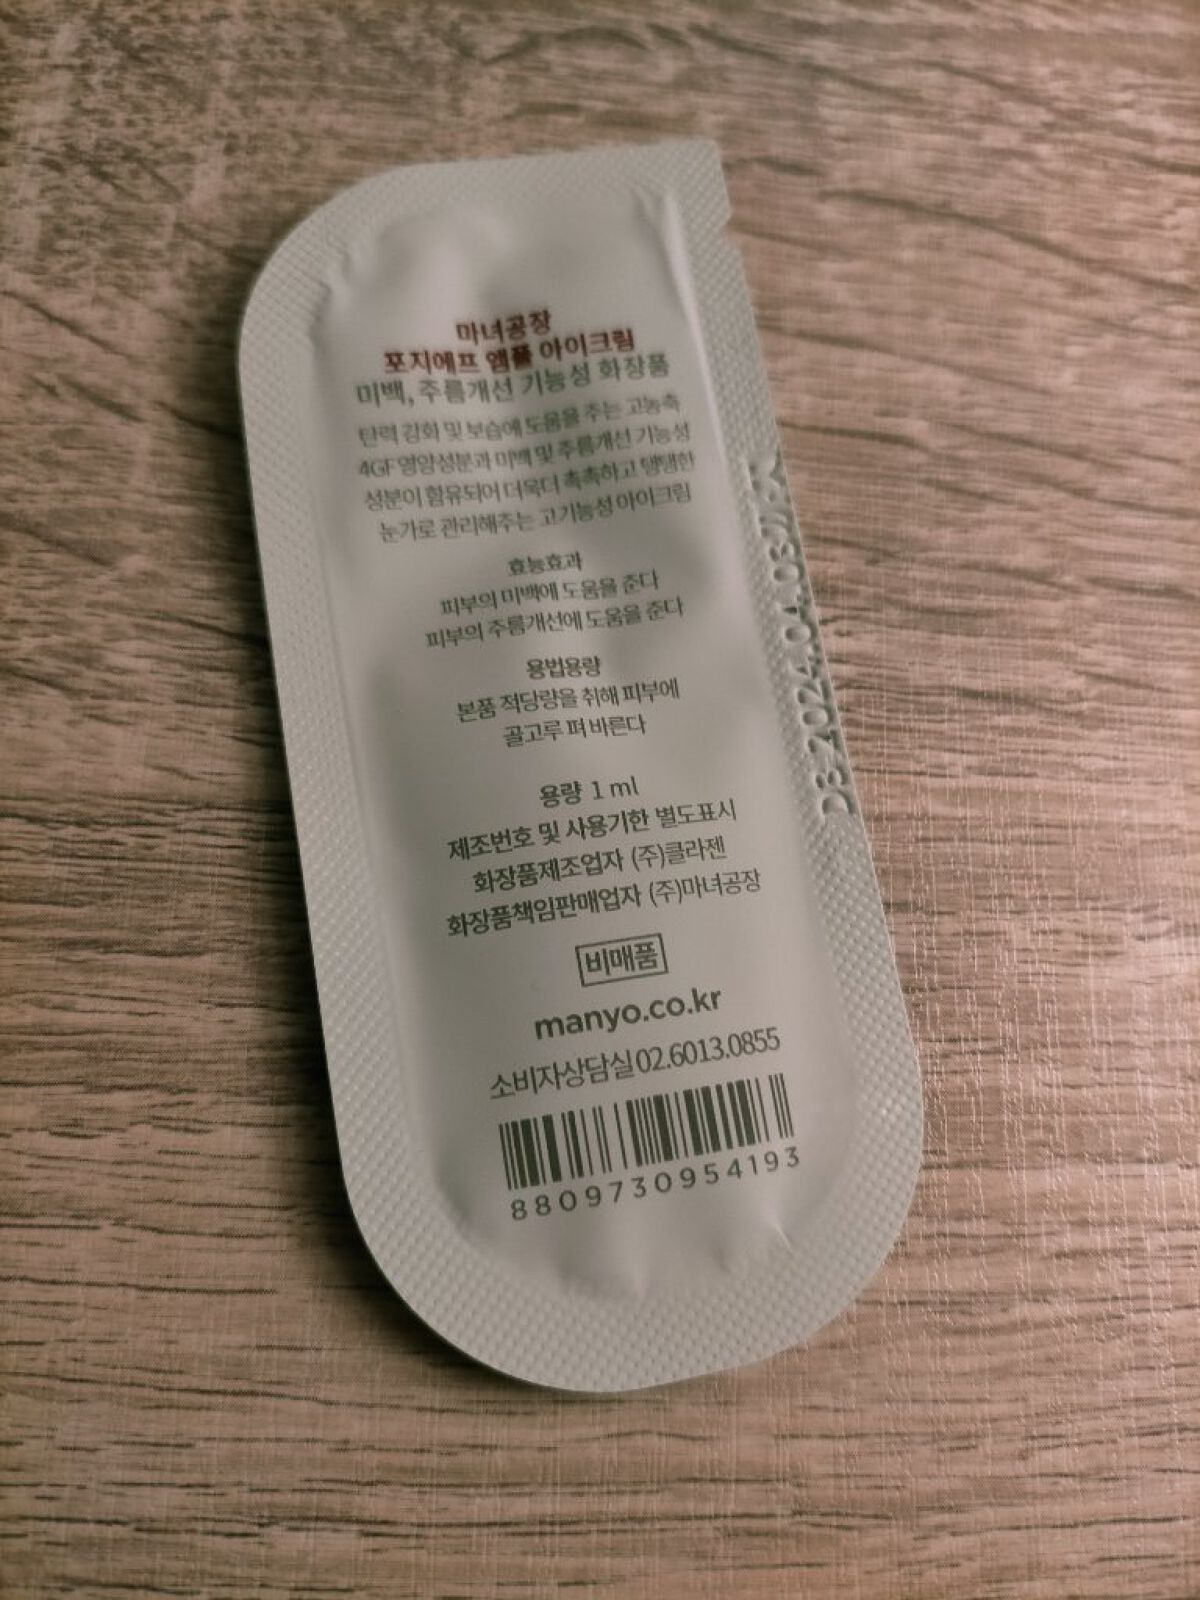 마녀공장
포지에프 앰플 아이크림
미백, 주름개선 기능성 화장품
탄력 강화 및 보습에 도움을 주는 고농축
4GF 영양성분과 미백 및 주름개선 기능성
성분이 함유되어 더욱더 촉촉하고 탱탱한
눈가로 관리해주는 고기능성 아이크림
효능효과
피부의 미백에 도움을 준다
피부의 주름개선에 도움을 준다
용법용량
본품 적당량을 취해 피부에
골고루 펴 바른다
용량 1 ml
제조번호 및 사용기한 별도표시
화장품제조업자 (주)클라젠
화장품책임판매업자 (주)마녀공장
비매품
manyo.co.kr
소비자상담실 02.6013.0855
8809730954193
2024.04.03